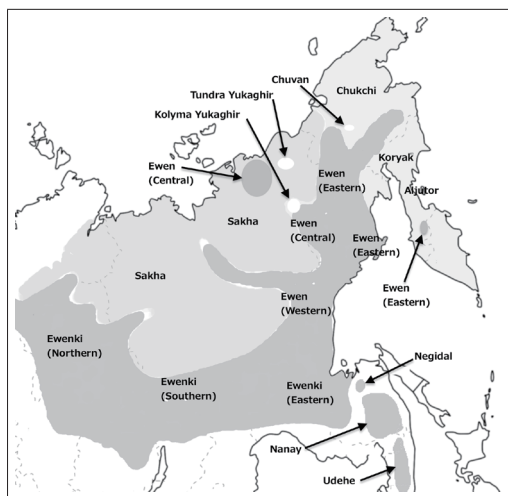 Chuvan
Chukchi
Tundra Yukaghir
Kolyma Yukaghir
Koryak
Ewen
(Central)
Ewen
(Eastern)
Aljutor
Sakha
Ewen
(Central)
Ewen
(Eastern)
Sakha
Ewen
(Eastern)
Ewen
(Western)
Ewenki
(Northern)
Negidal
Ewenki
(Southern)
Ewenki
(Eastern)
Nanay
Udehe